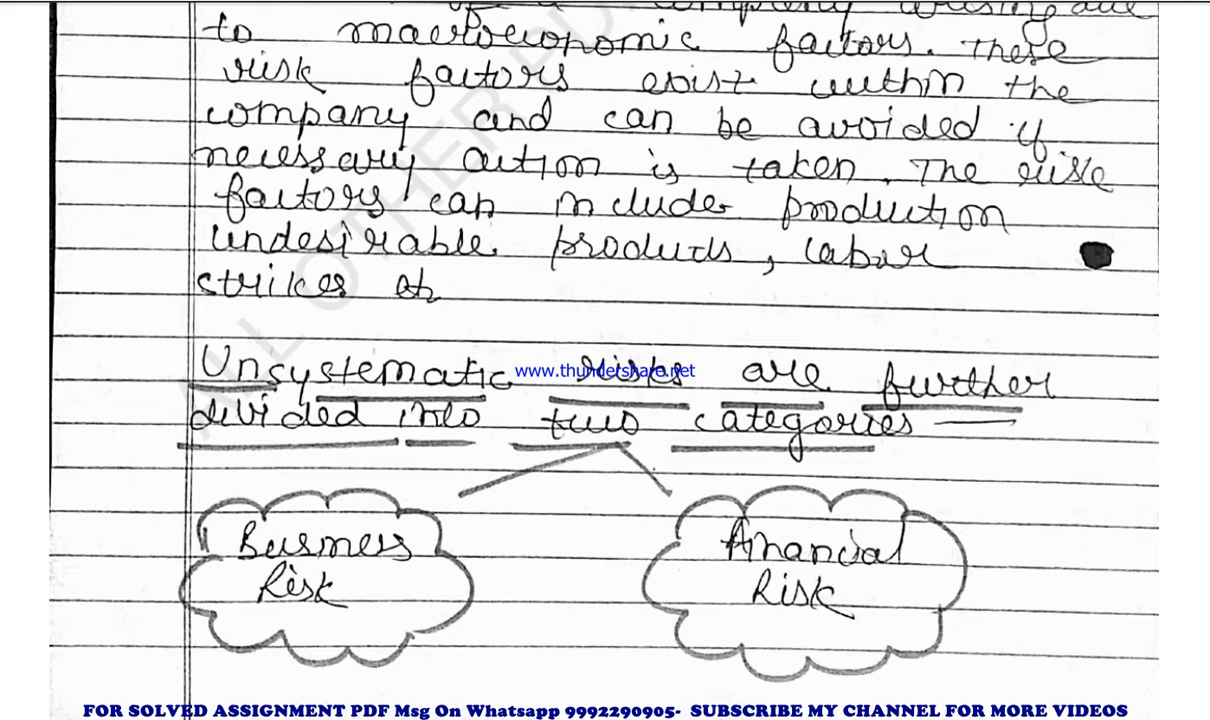 to macroeconomic factors. These
risk factors exist within the
company and can be avoided if
necessary action is taken. The risk
factors can include production
undesirable products, labour
strikes etc
Unsystematic risks are further
www.thundershare.net
divided into two categories —
Business
Risk
Financial
Risk
FOR SOLVED ASSIGNMENT PDF Msg On Whatsapp 9992290905- SUBSCRIBE MY CHANNEL FOR MORE VIDEOS